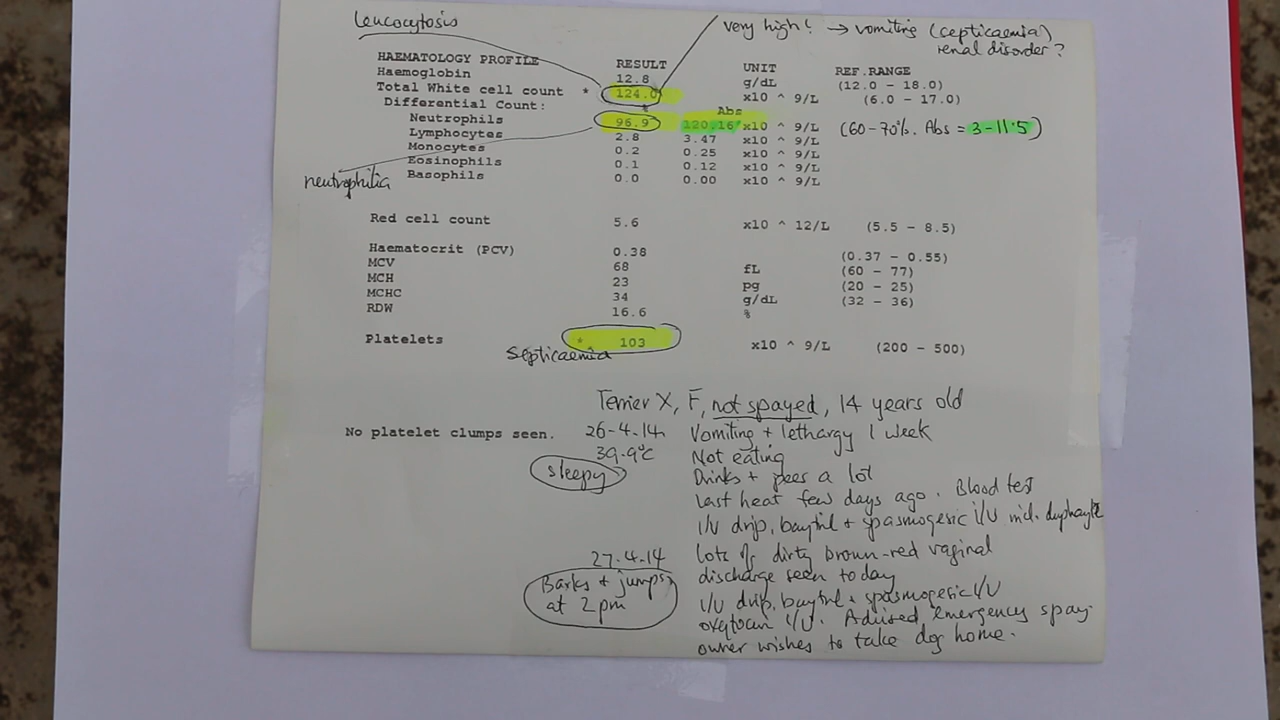 Leucocytosis
very high! → vomiting (cepticaemia)
renal disorder?
HAEMATOLOGY PROFILE RESULT UNIT REF.RANGE
Haemoglobin 12.8 g/dL (12.0 - 18.0)
Total White cell count * 124.0 x10 ^ 9/L (6.0 - 17.0)
Differential Count: % Abs
Neutrophils 96.9 120.16 x10 ^ 9/L (60-70%. Abs = 3-11.5)
Lymphocytes 2.8 3.47 x10 ^ 9/L
Monocytes 0.2 0.25 x10 ^ 9/L
Eosinophils 0.1 0.12 x10 ^ 9/L
Basophils 0.0 0.00 x10 ^ 9/L
neutrophilia
Red cell count 5.6 x10 ^ 12/L (5.5 - 8.5)
Haematocrit (PCV) 0.38 (0.37 - 0.55)
MCV 68 fL (60 - 77)
MCH 23 pg (20 - 25)
MCHC 34 g/dL (32 - 36)
RDW 16.6 %
Platelets * 103 x10 ^ 9/L (200 - 500)
Septicaemia
Terrier X, F, not spayed, 14 years old
No platelet clumps seen. 26-4.14 Vomiting + lethargy 1 week
39.9°C Not eating
sleepy Drinks + pees a lot
last heat few days ago. Blood test
I/V drip, baytril + spasmogesic I/V incl.
27.4.14 lots of dirty brown-red vaginal
Barks + jumps discharge seen today
at 2pm I/V drip, baytril + spasmogesic I/V
oxytocin I/V. Advised emergency spay.
owner wishes to take dog home.